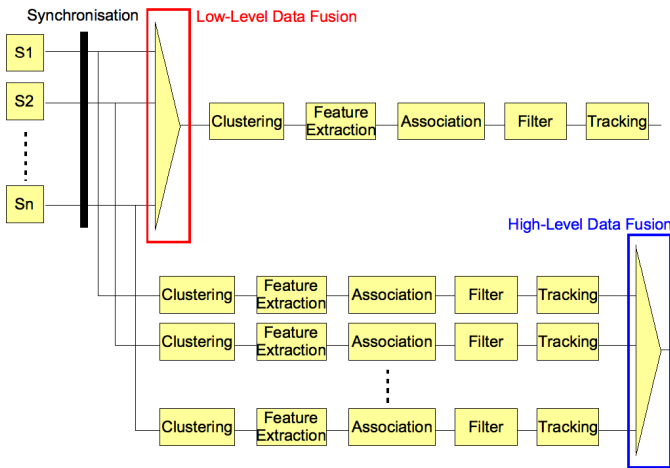 Synchronisation
Low-Level Data Fusion
S1
S2
Sn
Clustering
Feature
Extraction
Association
Filter
Tracking
High-Level Data Fusion
Clustering
Feature
Extraction
Association
Filter
Tracking
Clustering
Feature
Extraction
Association
Filter
Tracking
Clustering
Feature
Extraction
Association
Filter
Tracking